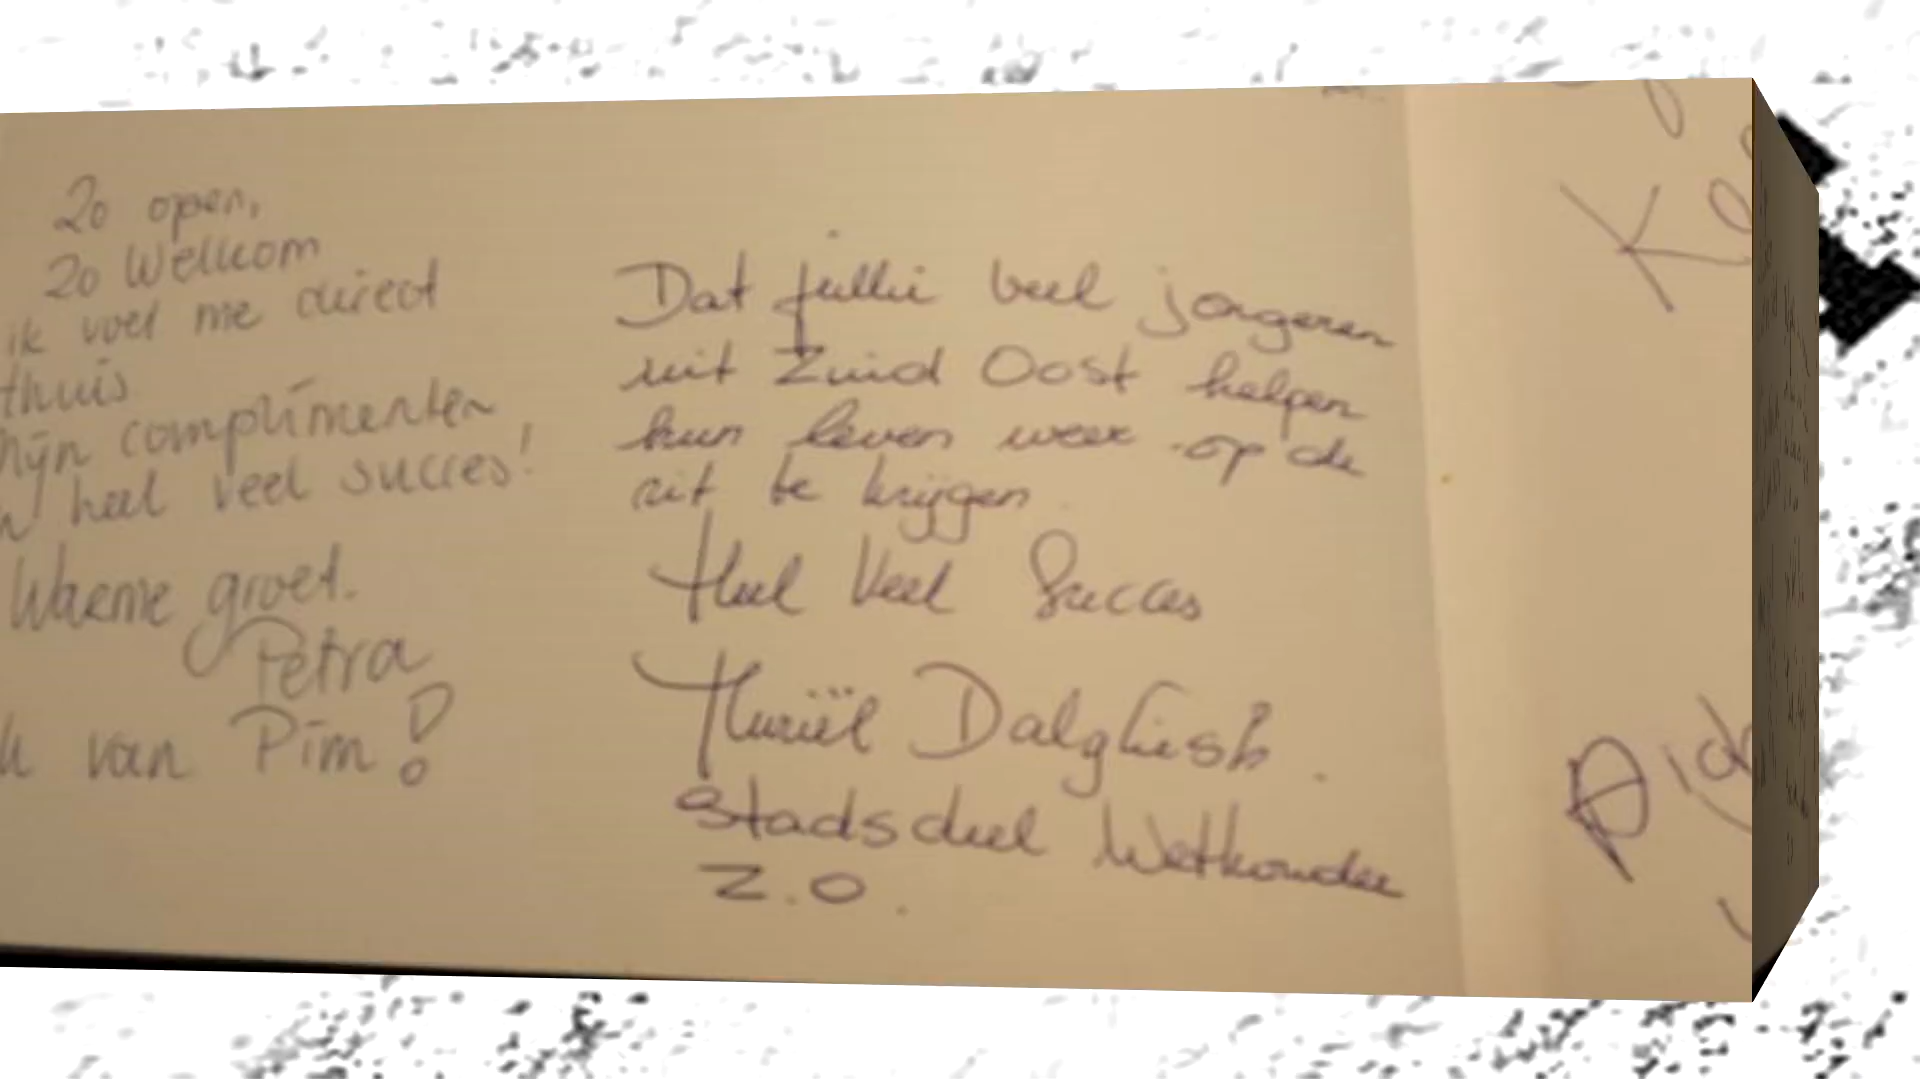 Zo open,
Zo Welkom
ik voel me direct
thuis
Mijn complimenten
heel veel succes!
Warme groet.
Petra
van Pim!
Dat jullie veel jongeren
uit Zuid Oost helpen
hun leven weer op de
rit te krijgen
Heel Veel Succes
Muriël Dalgliesh.
Stadsdeel Wethouder
Z.O.